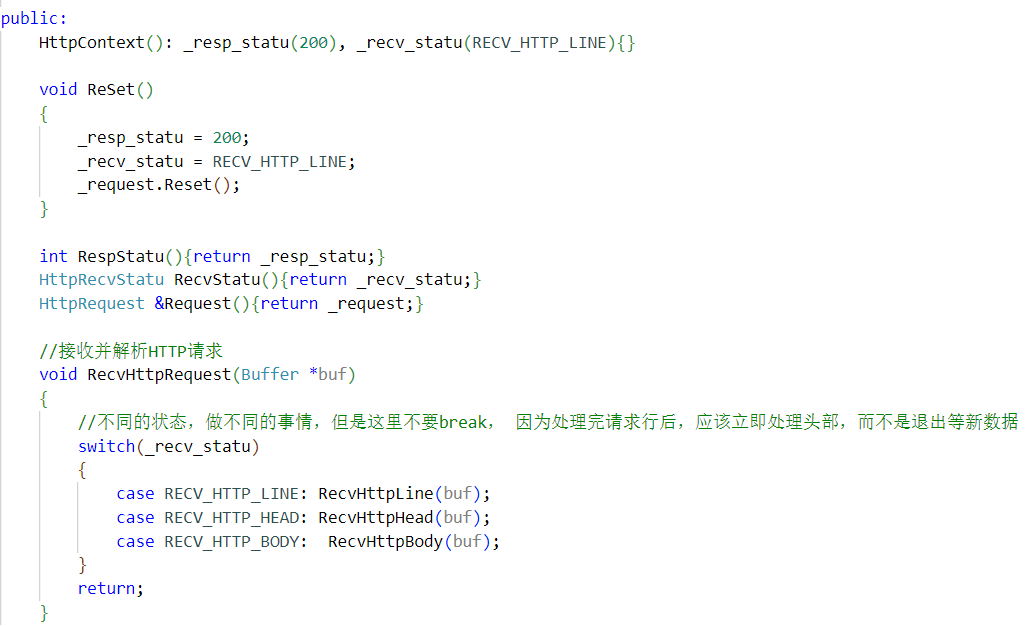 public:
    HttpContext(): _resp_statu(200), _recv_statu(RECV_HTTP_LINE){}

    void ReSet()
    {
        _resp_statu = 200;
        _recv_statu = RECV_HTTP_LINE;
        _request.Reset();
    }

    int RespStatu(){return _resp_statu;}
    HttpRecvStatu RecvStatu(){return _recv_statu;}
    HttpRequest &Request(){return _request;}

    //接收并解析HTTP请求
    void RecvHttpRequest(Buffer *buf)
    {
        //不同的状态，做不同的事情，但是这里不要break， 因为处理完请求行后，应该立即处理头部，而不是退出等新数据
        switch(_recv_statu)
        {
            case RECV_HTTP_LINE: RecvHttpLine(buf);
            case RECV_HTTP_HEAD: RecvHttpHead(buf);
            case RECV_HTTP_BODY:  RecvHttpBody(buf);
        }
        return;
    }